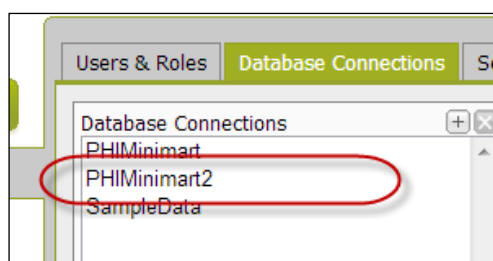 Users & Roles Database Connections
Database Connections
PHIMinimart
PHIMinimart2
SampleData